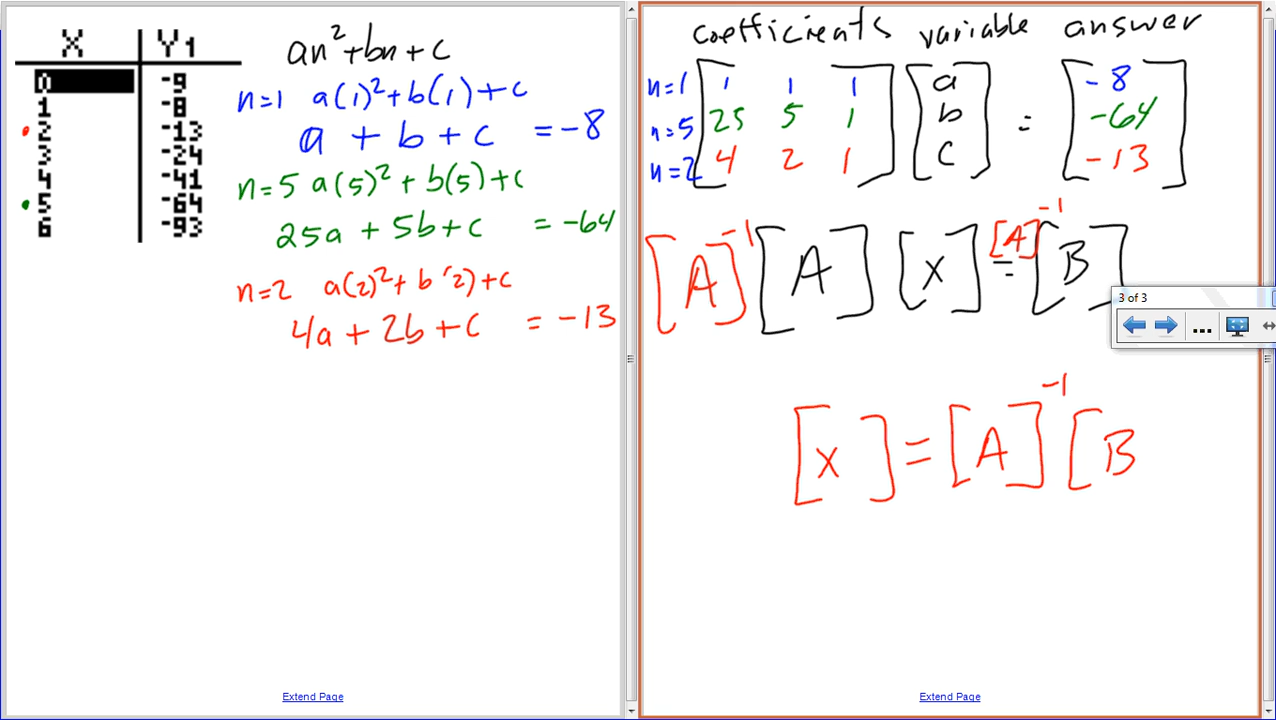 X Y1
0 -9
1 -8
2 -13
3 -24
4 -41
5 -64
6 -93
an²+bn+c
n=1 a(1)²+b(1)+c
a + b + c = -8
n=5 a(5)²+b(5)+c
25a + 5b+c = -64
n=2 a(2)²+b(2)+c
4a + 2b + c = -13
Extend Page
coefficients variable answer
n=1 [1 1 1] [a] [-8]
n=5 [25 5 1] [b] = [-64]
n=2 [4 2 1] [c] [-13]
[A]⁻¹ [A] [x] = [A]⁻¹ [B]
3 of 3
...
[x] = [A]⁻¹ [B
Extend Page